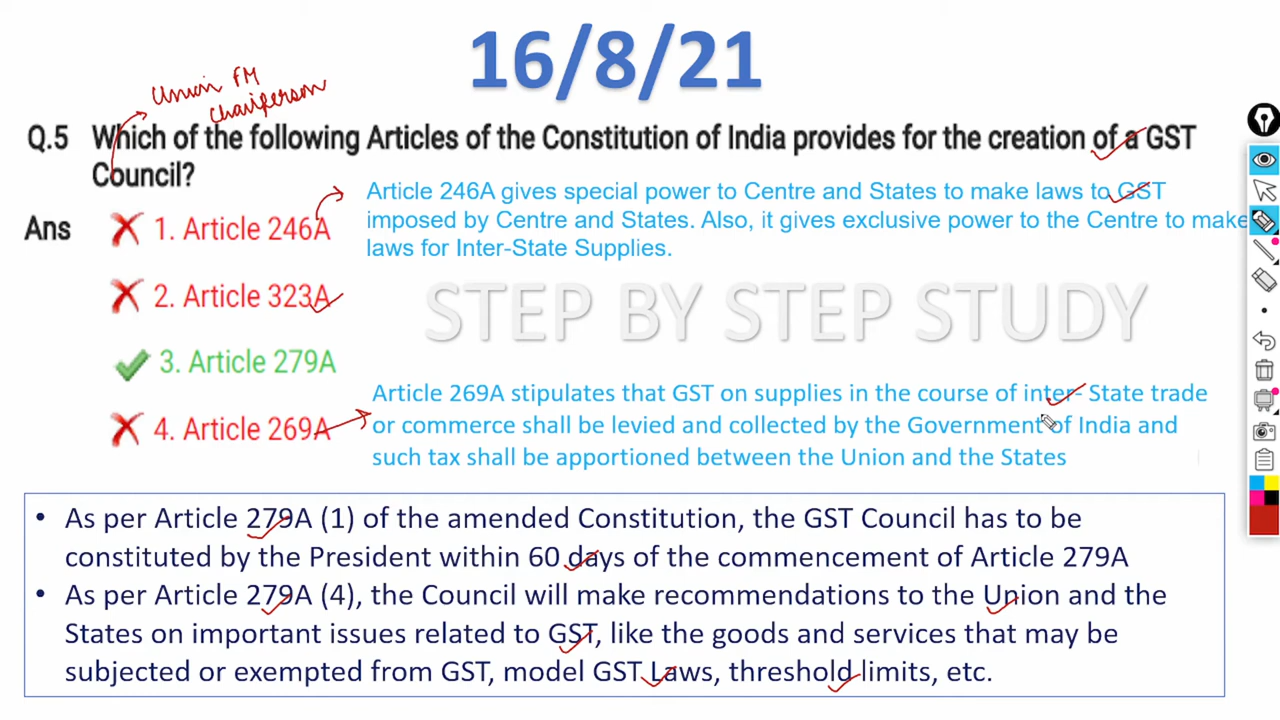 16/8/21
Union FM
Chairperson
Q.5 Which of the following Articles of the Constitution of India provides for the creation of a GST
Council?
Ans
1. Article 246A
Article 246A gives special power to Centre and States to make laws to GST
imposed by Centre and States. Also, it gives exclusive power to the Centre to make
laws for Inter-State Supplies.
2. Article 323A
STEP BY STEP STUDY
3. Article 279A
4. Article 269A
Article 269A stipulates that GST on supplies in the course of inter- State trade
or commerce shall be levied and collected by the Government of India and
such tax shall be apportioned between the Union and the States
• As per Article 279A (1) of the amended Constitution, the GST Council has to be
constituted by the President within 60 days of the commencement of Article 279A
• As per Article 279A (4), the Council will make recommendations to the Union and the
States on important issues related to GST, like the goods and services that may be
subjected or exempted from GST, model GST Laws, threshold limits, etc.